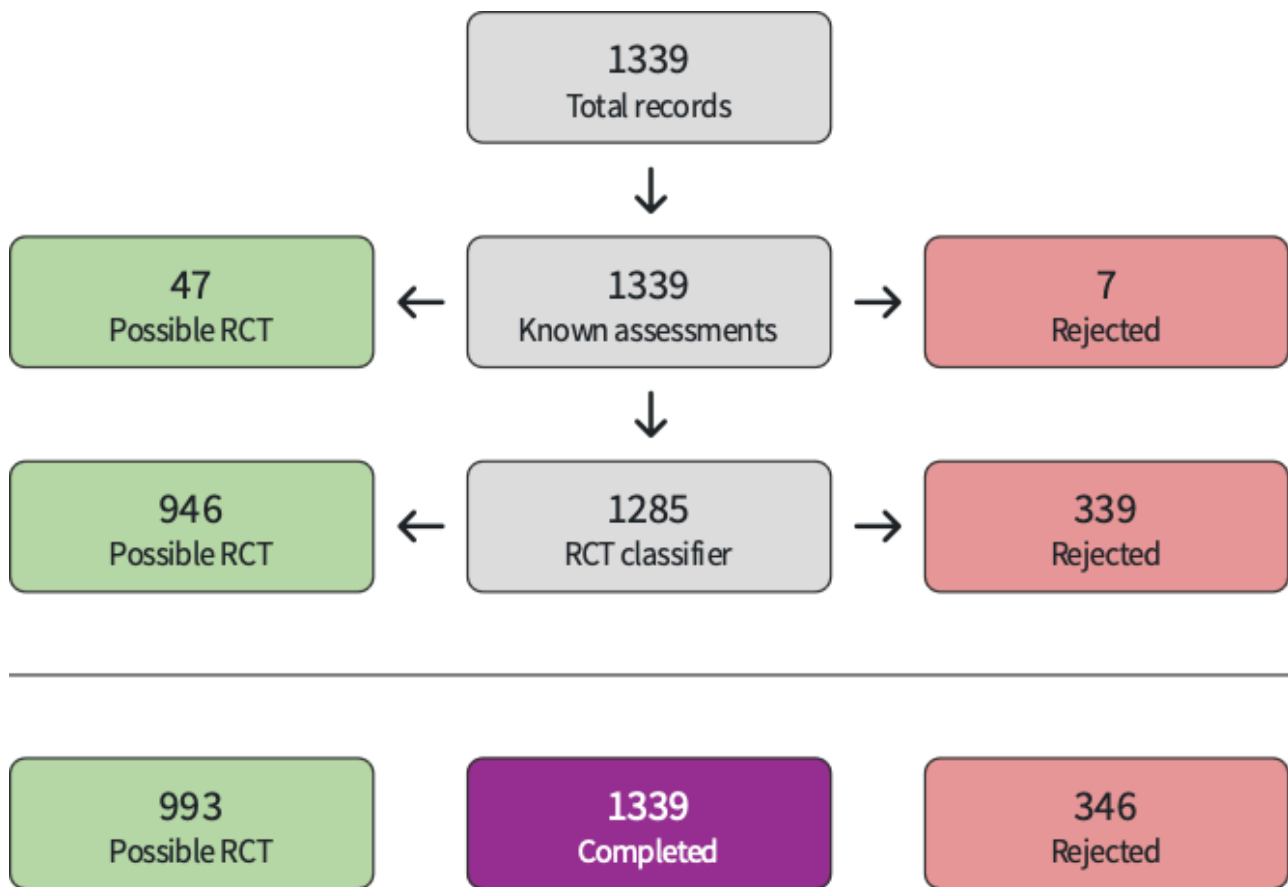 1339
Total records
47
Possible RCT
1339
Known assessments
7
Rejected
946
Possible RCT
1285
RCT classifier
339
Rejected
993
Possible RCT
1339
Completed
346
Rejected